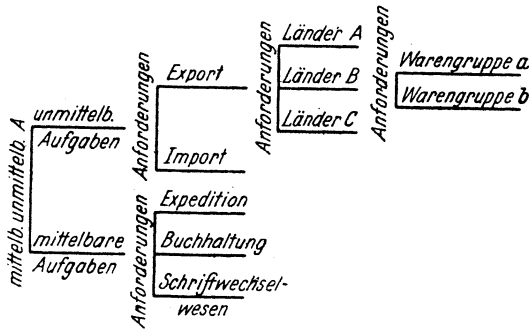 mittelb. unmittelb. A
unmittelb.
Aufgaben
mittelbare
Aufgaben
Anforderungen
Export
Import
Anforderungen
Expedition
Buchhaltung
Schriftwechsel-
wesen
Anforderungen
Länder A
Länder B
Länder C
Anforderungen
Warengruppe a
Warengruppe b